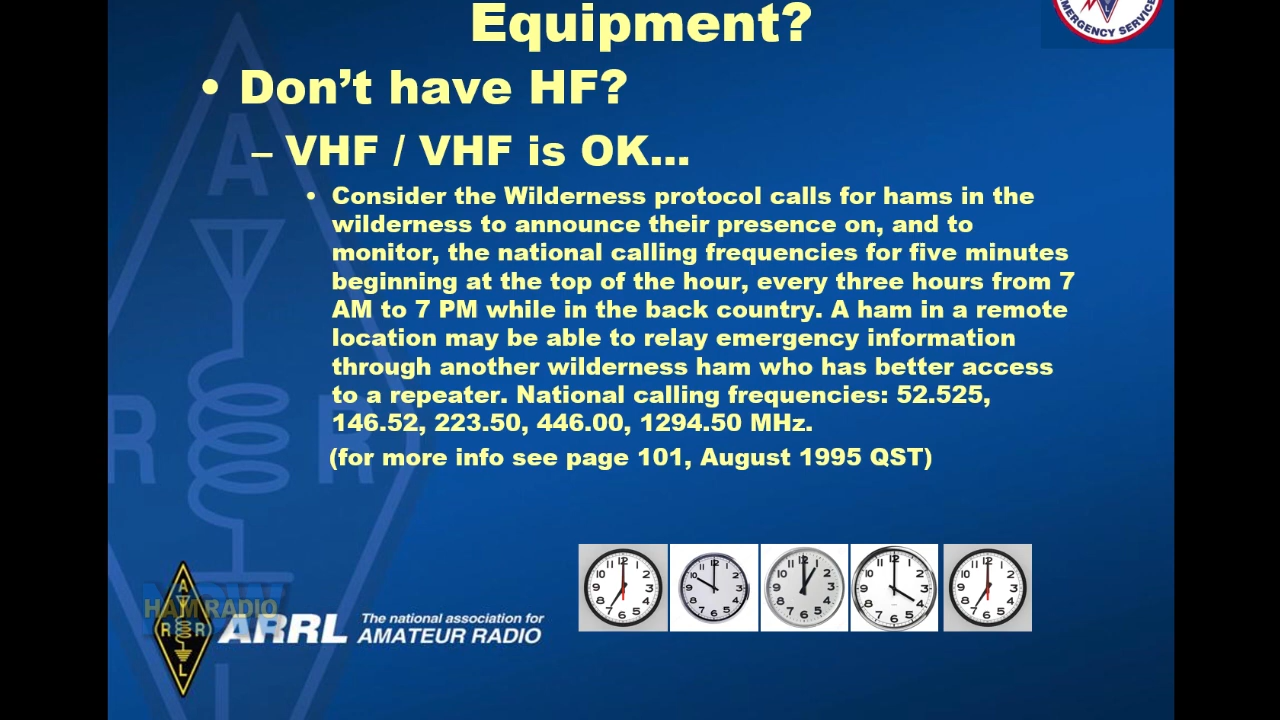 Equipment?
• Don’t have HF?
– VHF / VHF is OK…
• Consider the Wilderness protocol calls for hams in the
wilderness to announce their presence on, and to
monitor, the national calling frequencies for five minutes
beginning at the top of the hour, every three hours from 7
AM to 7 PM while in the back country. A ham in a remote
location may be able to relay emergency information
through another wilderness ham who has better access
to a repeater. National calling frequencies: 52.525,
146.52, 223.50, 446.00, 1294.50 MHz.
(for more info see page 101, August 1995 QST)
EMERGENCY SERVICE
A
R R
L
HAM RADIO
NOW
A
R R
L
ARRL
The national association for
AMATEUR RADIO